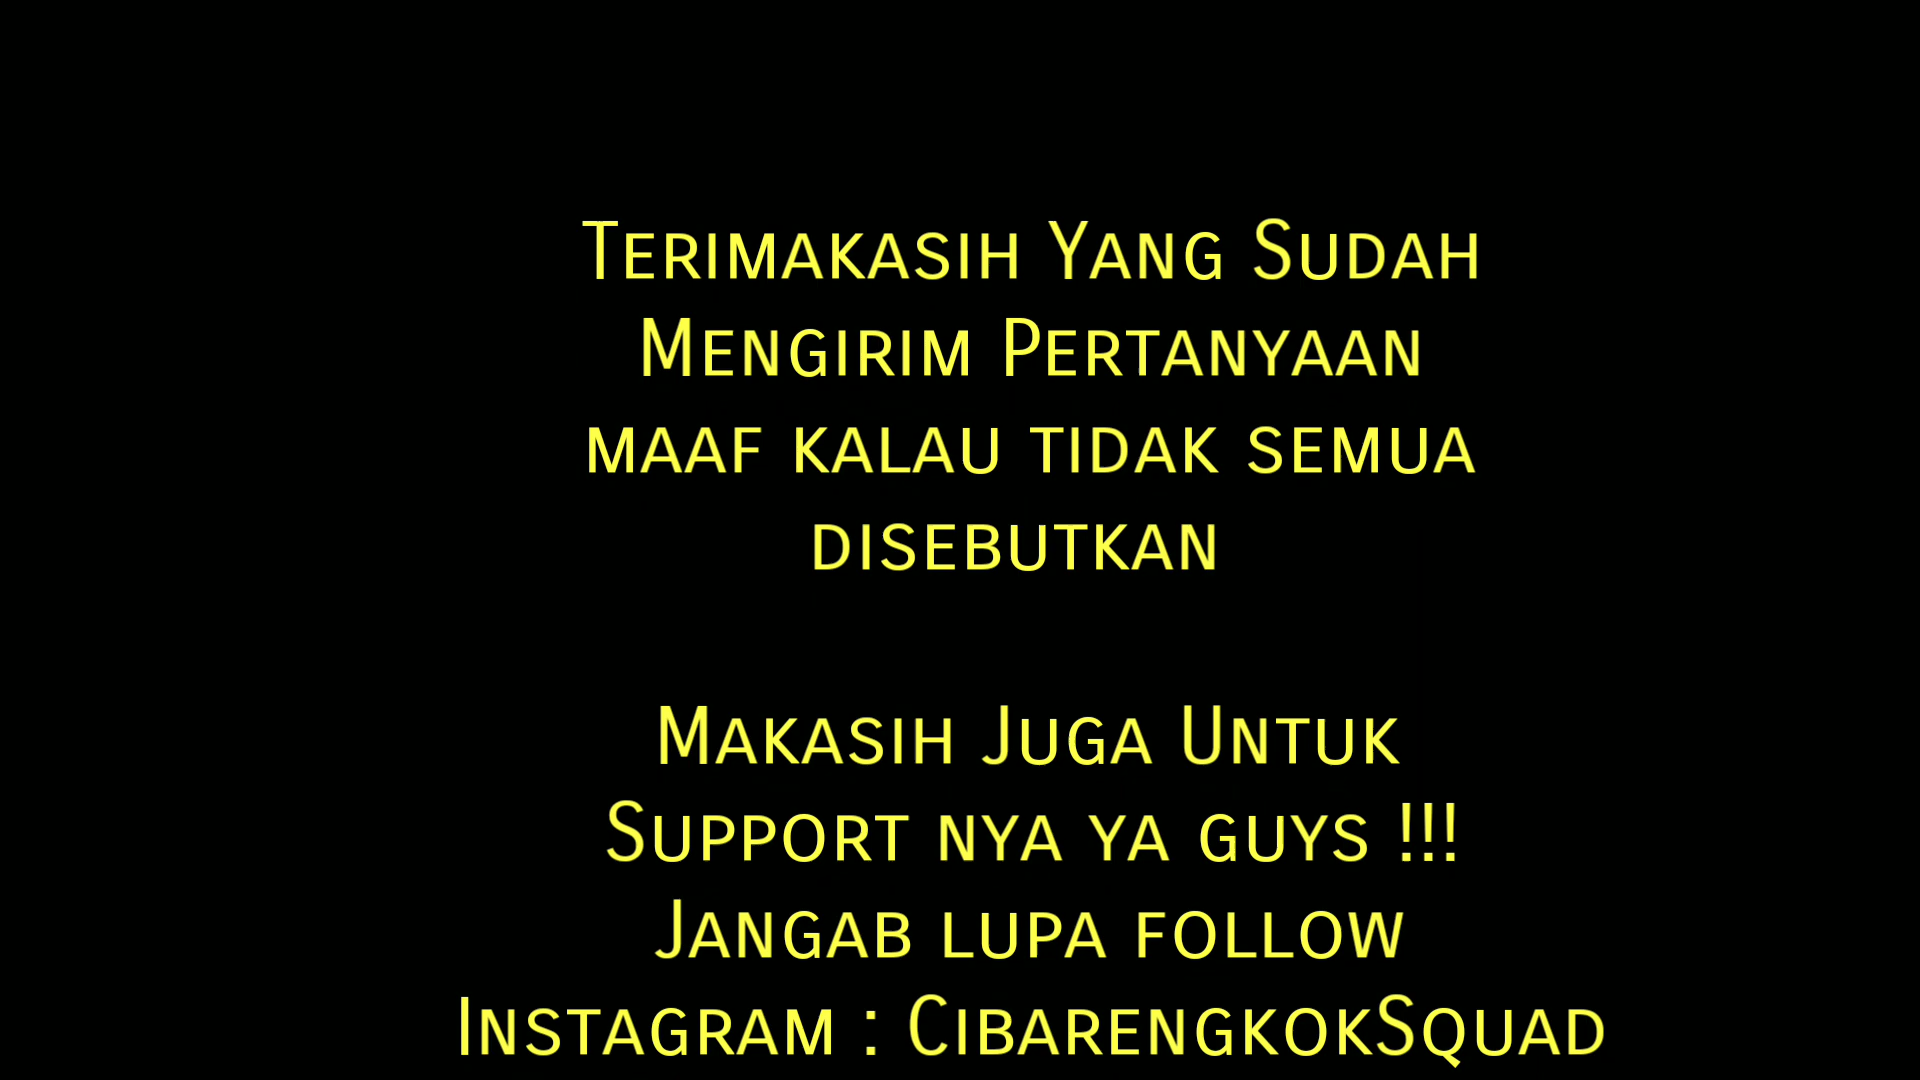 Terimakasih Yang Sudah
Mengirim Pertanyaan
maaf kalau tidak semua
disebutkan
Makasih Juga Untuk
Support nya ya guys !!!
Jangab lupa follow
Instagram : CibarengkokSquad